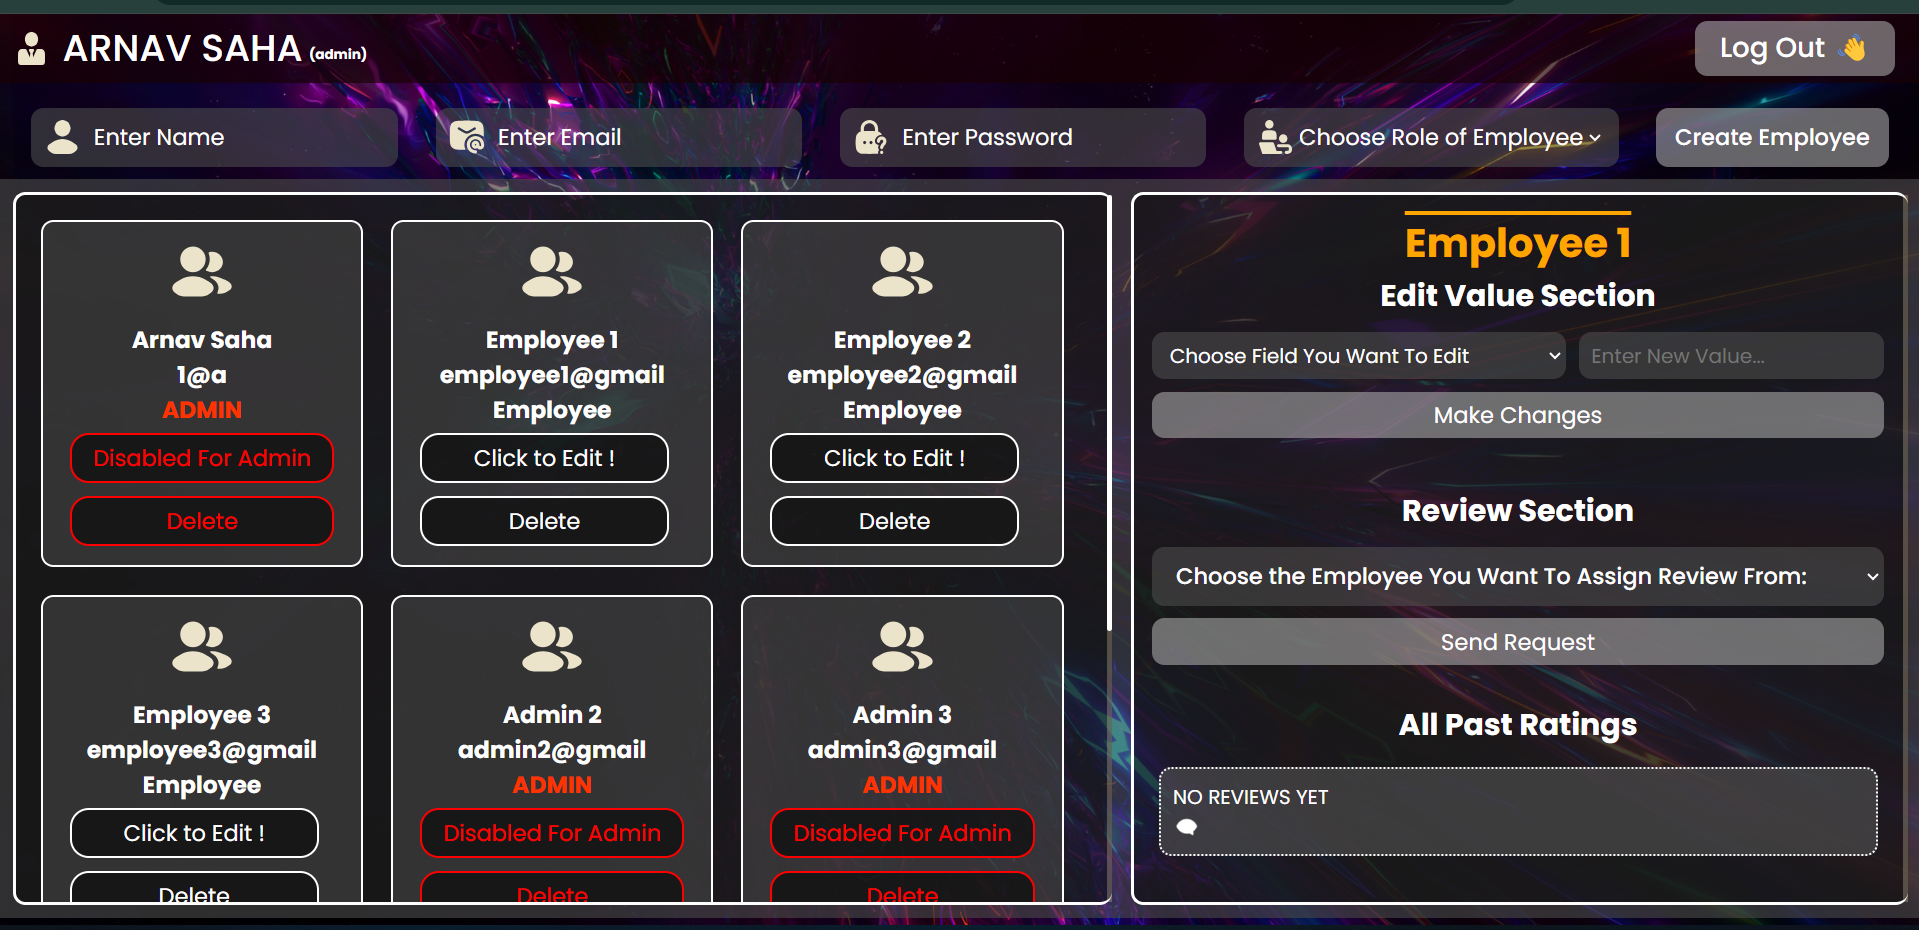 ARNAV SAHA (admin)
Log Out 👋
Enter Name
Enter Email
Enter Password
Choose Role of Employee
Create Employee
Arnav Saha
1@a
ADMIN
Disabled For Admin
Delete
Employee 1
employee1@gmail
Employee
Click to Edit !
Delete
Employee 2
employee2@gmail
Employee
Click to Edit !
Delete
Employee 3
employee3@gmail
Employee
Click to Edit !
Delete
Admin 2
admin2@gmail
ADMIN
Disabled For Admin
Delete
Admin 3
admin3@gmail
ADMIN
Disabled For Admin
Delete
Employee 1
Edit Value Section
Choose Field You Want To Edit
Enter New Value...
Make Changes
Review Section
Choose the Employee You Want To Assign Review From:
Send Request
All Past Ratings
NO REVIEWS YET